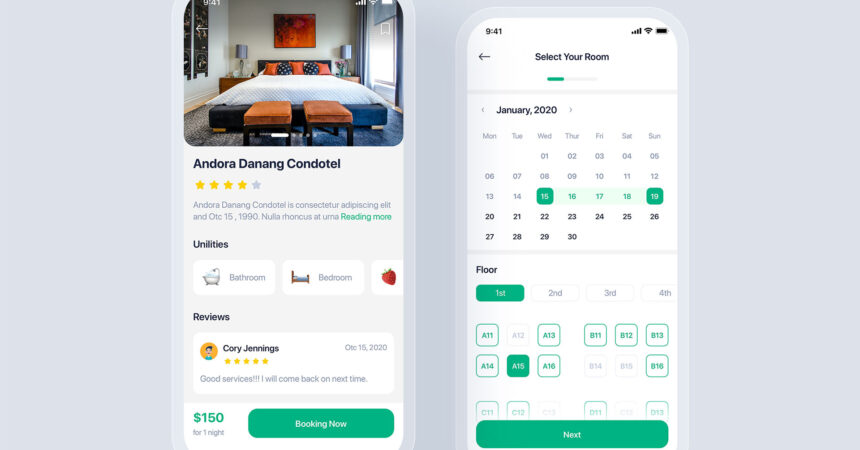 9:41
Andora Danang Condotel
Andora Danang Condotel is consectetur adipiscing elit
and Otc 15 , 1990. Nulla rhoncus at urna Reading more
Unilities
Bathroom
Bedroom
Reviews
Cory Jennings
Otc 15, 2020
Good services!!! I will come back on next time.
$150
for 1 night
Booking Now
9:41
Select Your Room
January, 2020
Mon Tue Wed Thur Fri Sat Sun
01 02 03 04 05
06 07 08 09 10 11 12
13 14 15 16 17 18 19
20 21 22 23 24 25 26
27 28 29 30
Floor
1st 2nd 3rd 4th
A11 A12 A13 B11 B12 B13
A14 A15 A16 B14 B15 B16
C11 C12 C13 D11 C12 D13
Next